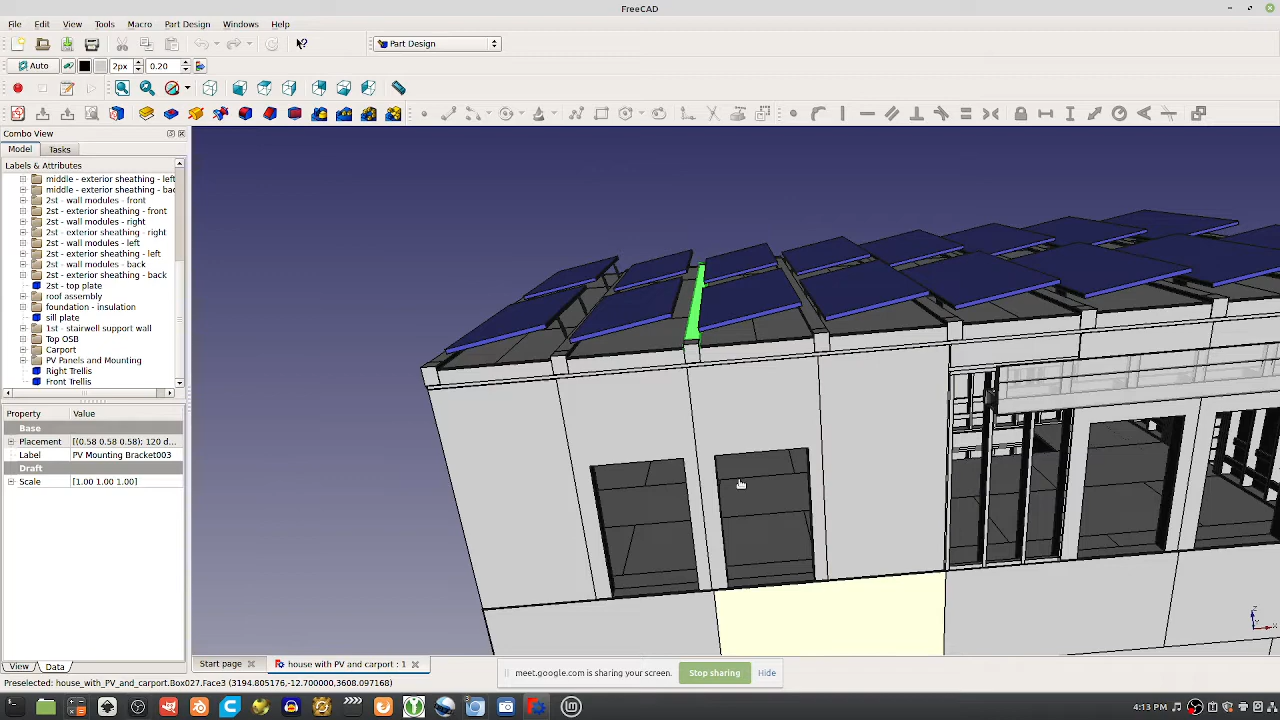 FreeCAD
File Edit View Tools Macro Part Design Windows Help
Part Design
Auto 2px 0.20
Combo View
Model Tasks
Labels & Attributes
middle - exterior sheathing - left
middle - exterior sheathing - back
2st - wall modules - front
2st - exterior sheathing - front
2st - wall modules - right
2st - exterior sheathing - right
2st - wall modules - left
2st - exterior sheathing - left
2st - wall modules - back
2st - exterior sheathing - back
2st - top plate
roof assembly
foundation - insulation
sill plate
1st - stairwell support wall
Top OSB
Carport
PV Panels and Mounting
Right Trellis
Front Trellis
Property Value
Base
Placement [(0.58 0.58 0.58); 120 d...
Label PV Mounting Bracket003
Draft
Scale [1.00 1.00 1.00]
View Data
Start page house with PV and carport : 1
meet.google.com is sharing your screen. Stop sharing Hide
Preselected: house_with_PV_and_carport.Box027.Face3 (3194.805176,-12.700000,3608.097168)
4:13 PM